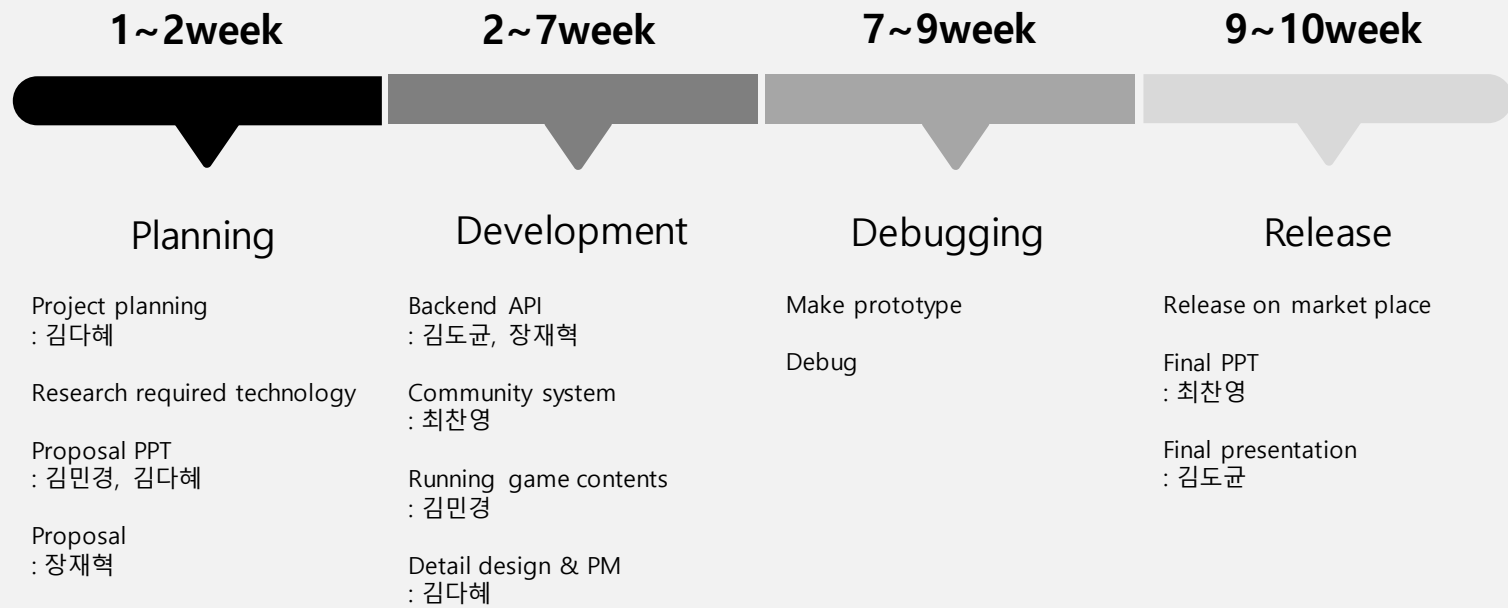 1~2week
2~7week
7~9week
9~10week
Planning
Project planning
: 김다혜
Research required technology
Proposal PPT
: 김민경, 김다혜
Proposal
: 장재혁
Development
Backend API
: 김도균, 장재혁
Community system
: 최찬영
Running game contents
: 김민경
Detail design & PM
: 김다혜
Debugging
Make prototype
Debug
Release
Release on market place
Final PPT
: 최찬영
Final presentation
: 김도균